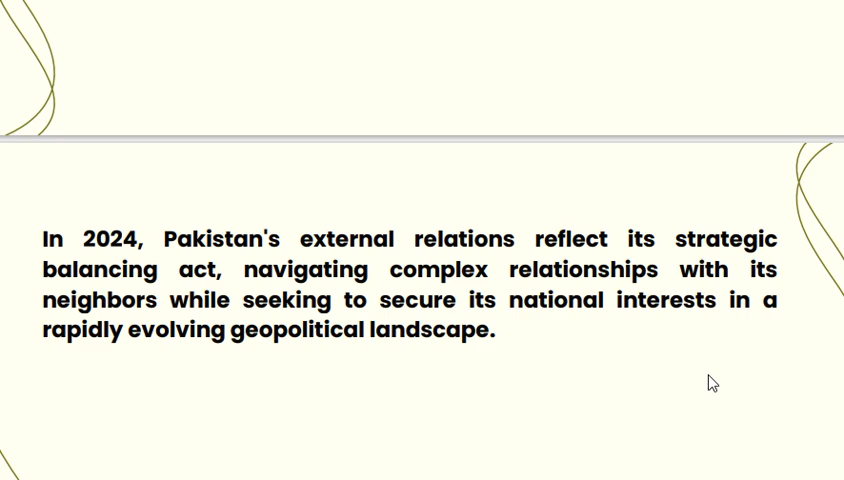 In 2024, Pakistan's external relations reflect its strategic
balancing act, navigating complex relationships with its
neighbors while seeking to secure its national interests in a
rapidly evolving geopolitical landscape.